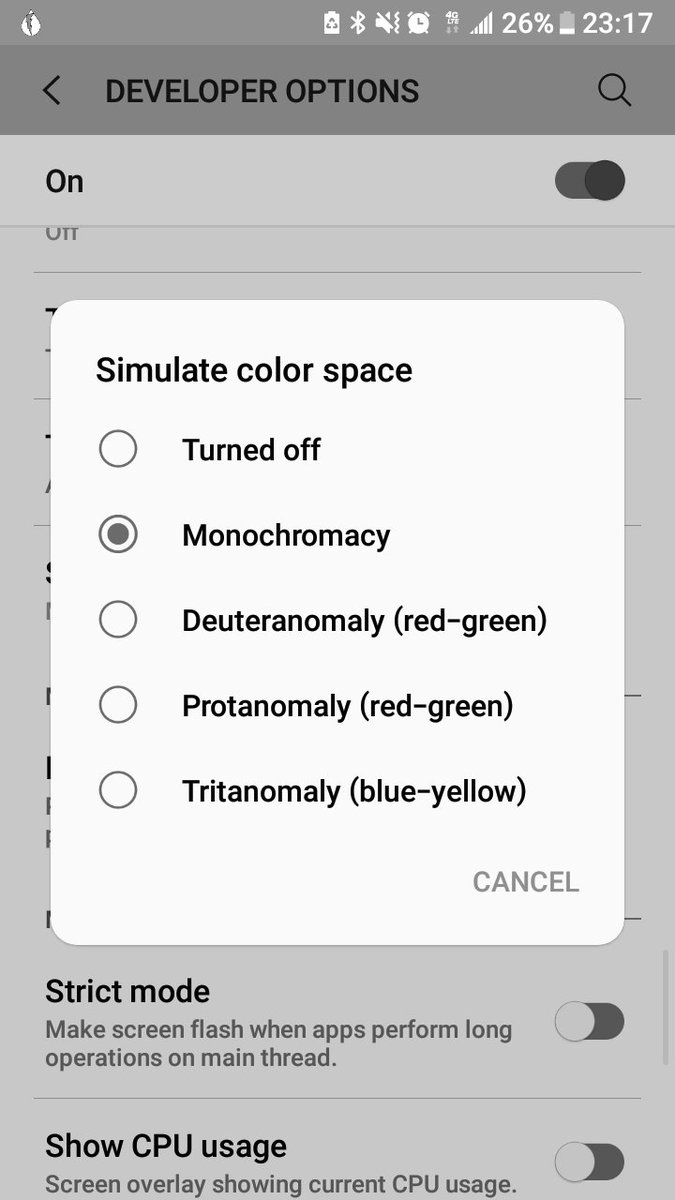 4G LTE 26% 23:17
DEVELOPER OPTIONS
On
Off
Simulate color space
Turned off
Monochromacy
Deuteranomaly (red-green)
Protanomaly (red-green)
Tritanomaly (blue-yellow)
CANCEL
Strict mode
Make screen flash when apps perform long
operations on main thread.
Show CPU usage
Screen overlay showing current CPU usage.